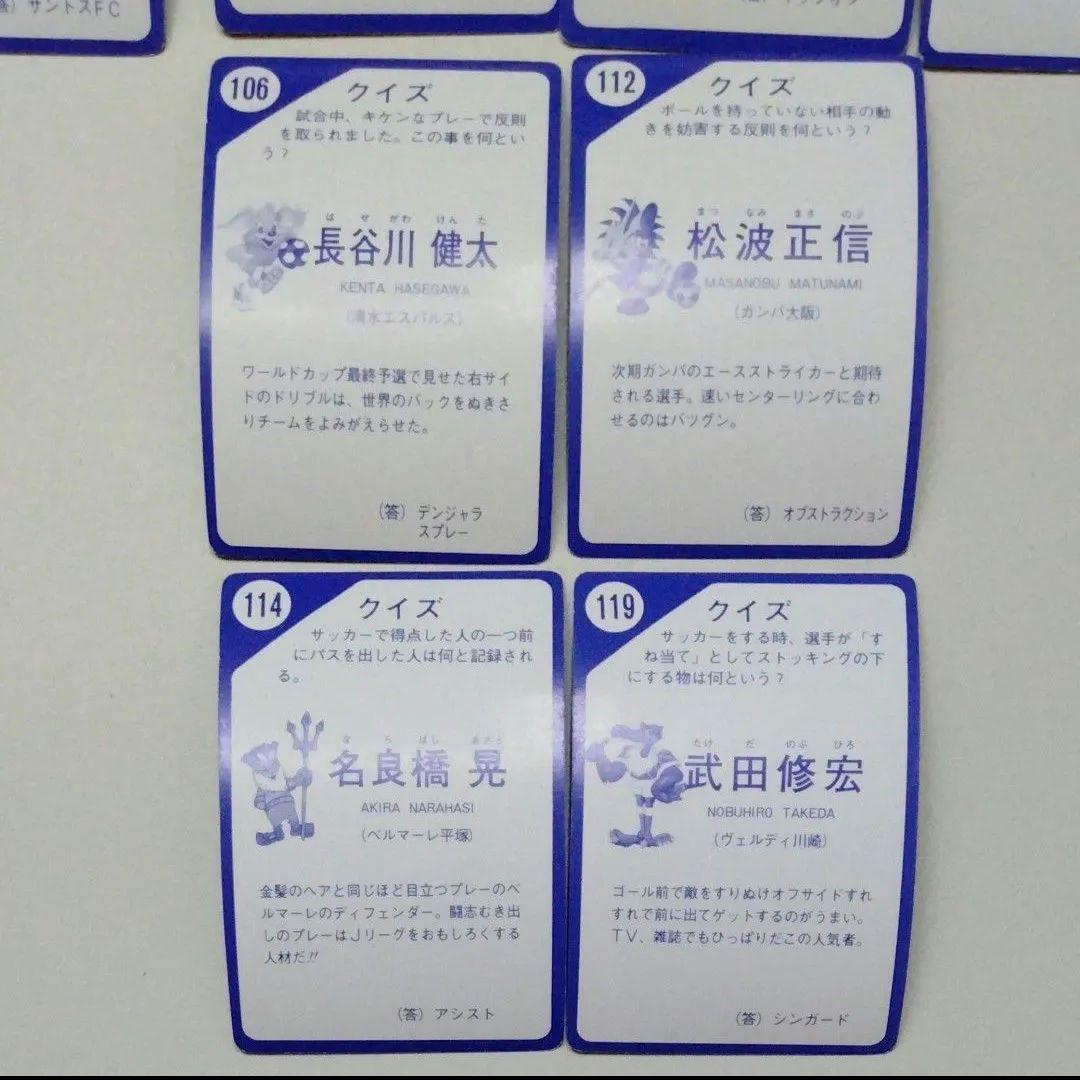 サントスFC
106
クイズ
試合中、キケンなプレーで反則
を取られました。この事を何とい
う？
は せ がわ けん た
長谷川 健太
KENTA HASEGAWA
(清水エスパルス)
ワールドカップ最終予選で見せた右サイ
ドのドリブルは、世界のバックをぬきさ
りチームをよみがえらせた。
(答) デンジャラ
スプレー
112
クイズ
ボールを持っていない相手の動
きを妨害する反則を何という？
まつ なみ まさ のぶ
松波正信
MASANOBU MATUNAMI
(ガンバ大阪)
次期ガンバのエースストライカーと期待
される選手。速いセンターリングに合わ
せるのはバツグン。
(答) オブストラクション
114
クイズ
サッカーで得点した人の一つ前
にパスを出した人は何と記録され
る。
な ら はし あきら
名良橋 晃
AKIRA NARAHASI
(ベルマーレ平塚)
金髪のヘアと同じほど目立つプレーのベ
ルマーレのディフェンダー。闘志むき出
しのプレーはJリーグをおもしろくする
人材だ!!
(答) アシスト
119
クイズ
サッカーをする時、選手が「す
ね当て」としてストッキングの下
にする物は何という？
たけ だ のぶ ひろ
武田修宏
NOBUHIRO TAKEDA
(ヴェルディ川崎)
ゴール前で敵をすりぬけオフサイドすれ
すれで前に出てゲットするのがうまい。
TV、雑誌でもひっぱりだこの人気者。
(答) シンガード